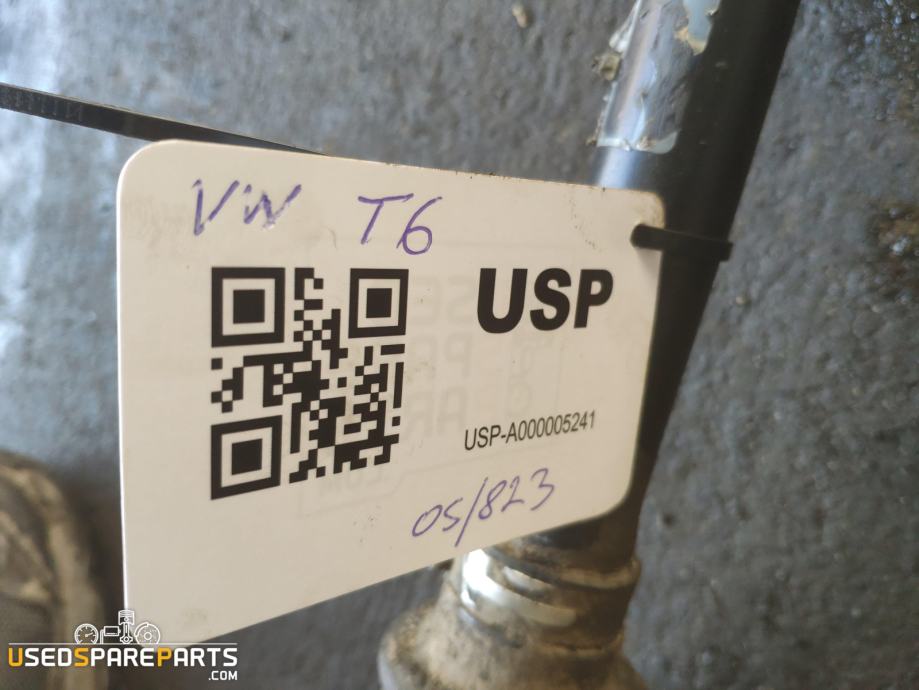 VW T6
USP
USP-A000005241
05/823
USEDSPAREPARTS
.COM